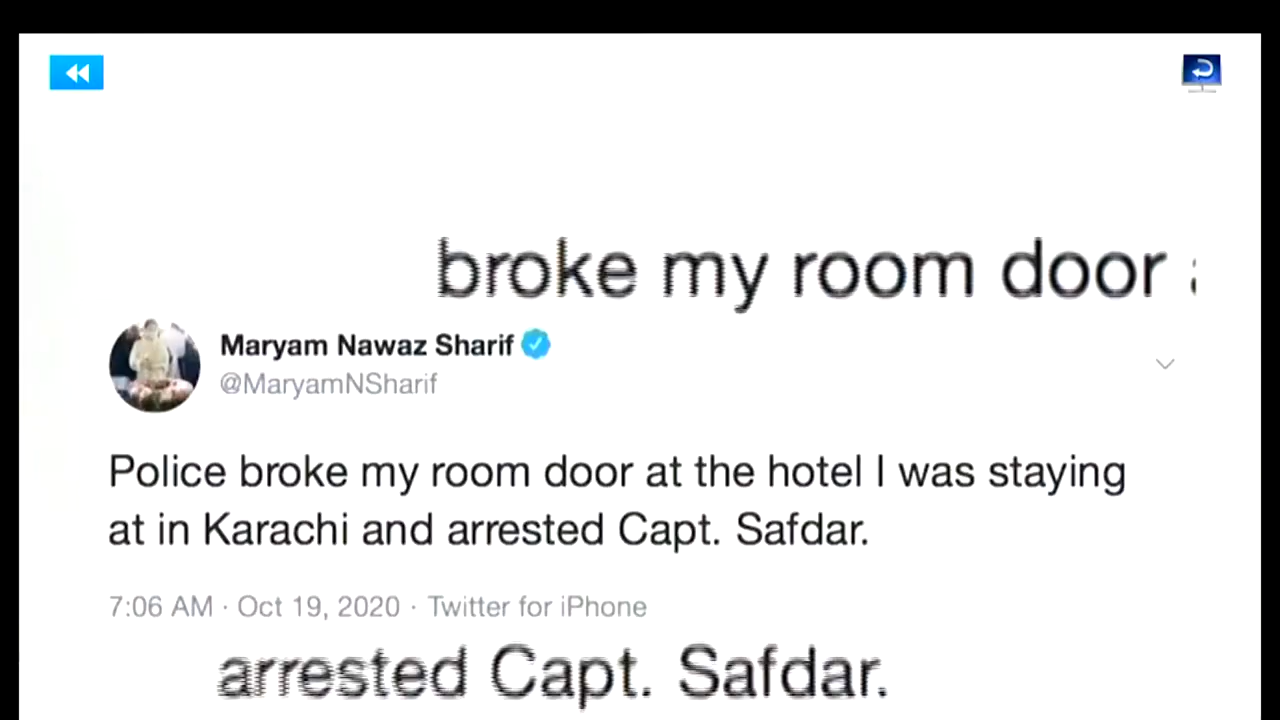 broke my room door
Maryam Nawaz Sharif
@MaryamNSharif
Police broke my room door at the hotel I was staying
at in Karachi and arrested Capt. Safdar.
7:06 AM · Oct 19, 2020 · Twitter for iPhone
arrested Capt. Safdar.